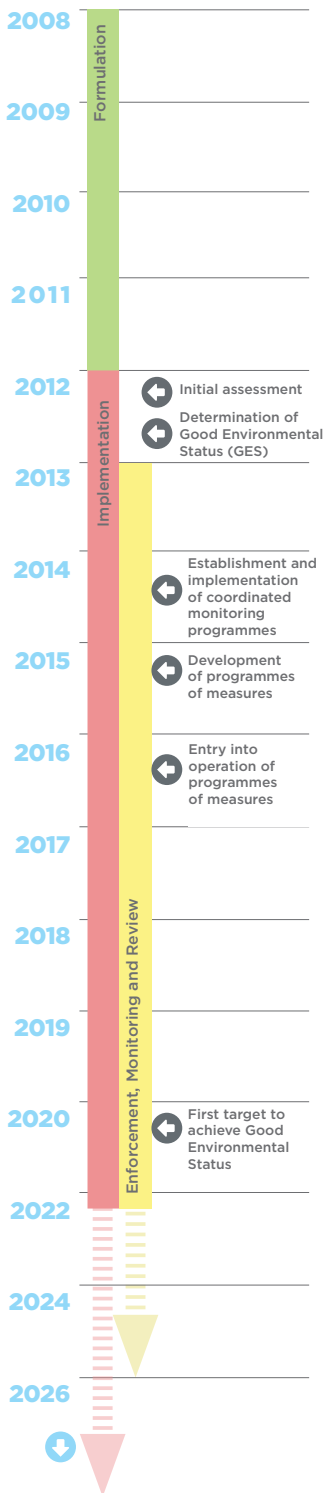 2008
Formulation
2009
2010
2011
2012
Initial assessment
Implementation
Determination of
Good Environmental
Status (GES)
2013
2014
Establishment and
implementation
of coordinated
monitoring
programmes
2015
Development
of programmes
of measures
2016
Entry into
operation of
programmes
of measures
2017
2018
Enforcement, Monitoring and Review
2019
2020
First target to
achieve Good
Environmental
Status
2022
2024
2026